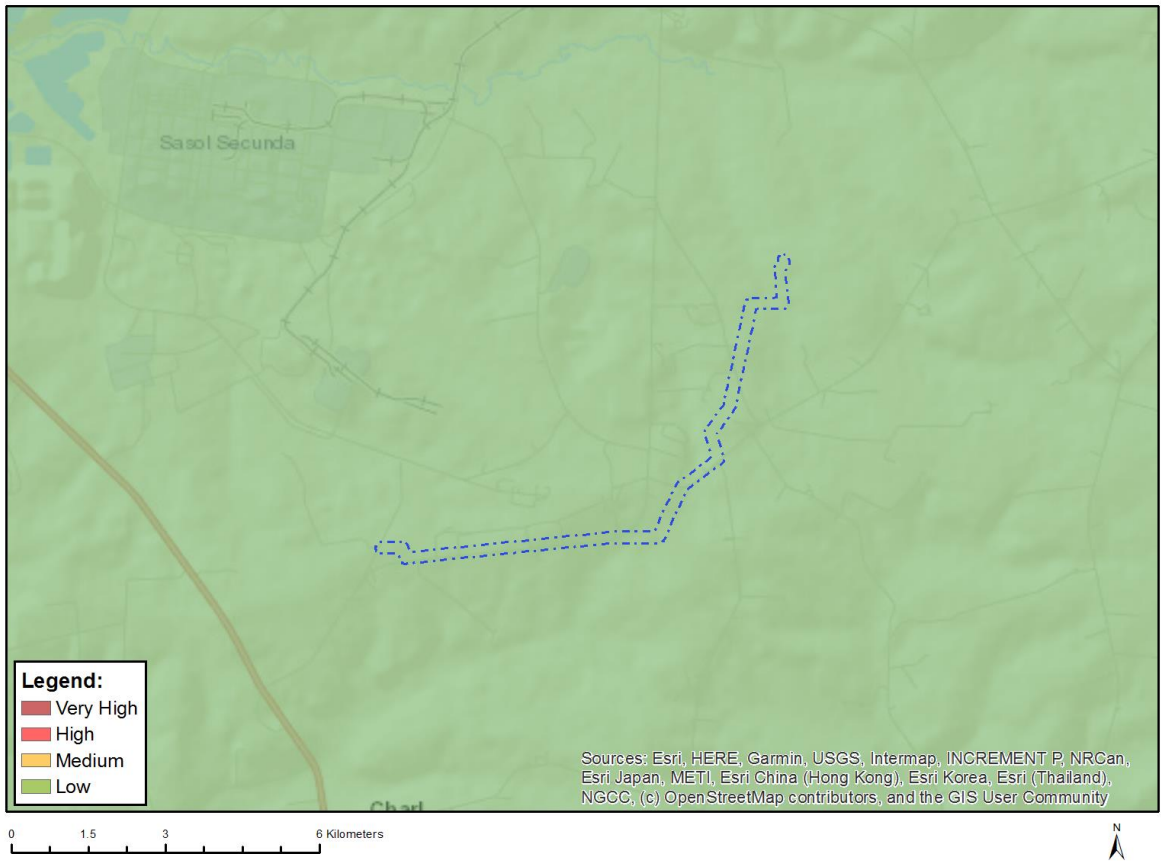 Sasol Secunda
Legend:
Very High
High
Medium
Low
Sources: Esri, HERE, Garmin, USGS, Intermap, INCREMENT P, NRCan,
Esri Japan, METI, Esri China (Hong Kong), Esri Korea, Esri (Thailand),
NGCC, (c) OpenStreetMap contributors, and the GIS User Community
Charl
0 1.5 3 6 Kilometers
N